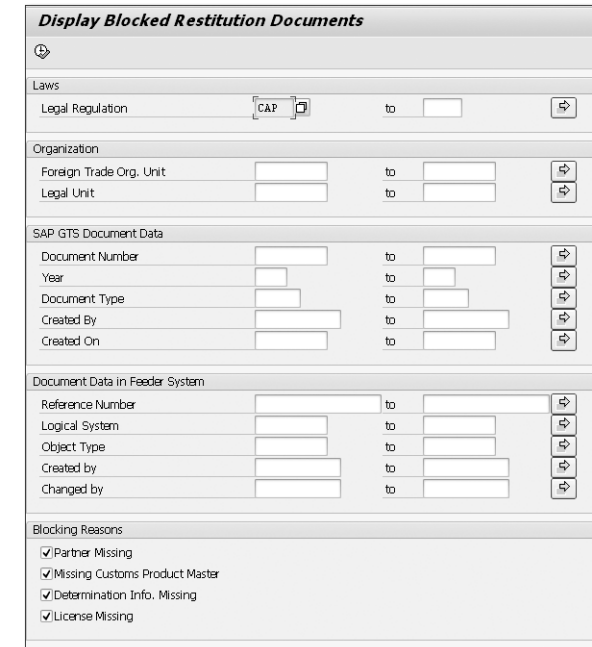 Display Blocked Restitution Documents
Laws
Legal Regulation CAP to
Organization
Foreign Trade Org. Unit to
Legal Unit to
SAP GTS Document Data
Document Number to
Year to
Document Type to
Created By to
Created On to
Document Data in Feeder System
Reference Number to
Logical System to
Object Type to
Created by to
Changed by to
Blocking Reasons
Partner Missing
Missing Customs Product Master
Determination Info. Missing
License Missing